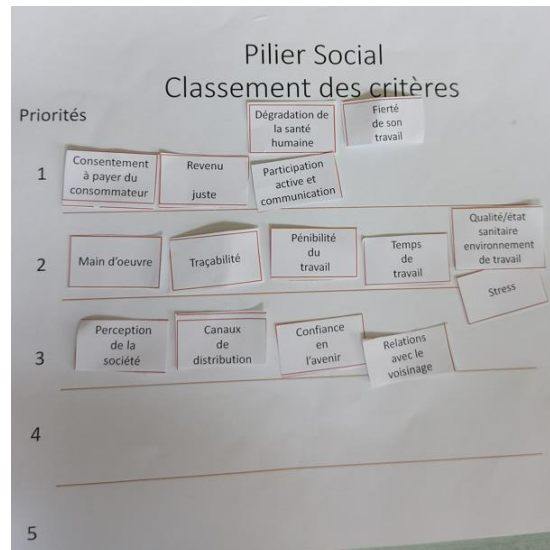 Pilier Social
Classement des critères
Priorités
Dégradation de
la santé
humaine
Fierté
de son
travail
1
Consentement
à payer du
consommateur
Revenu
juste
Participation
active et
communication
2
Main d'oeuvre
Traçabilité
Pénibilité
du
travail
Temps
de
travail
Qualité/état
sanitaire
environnement
de travail
Stress
3
Perception
de la
société
Canaux
de
distribution
Confiance
en
l'avenir
Relations
avec le
voisinage
4
5